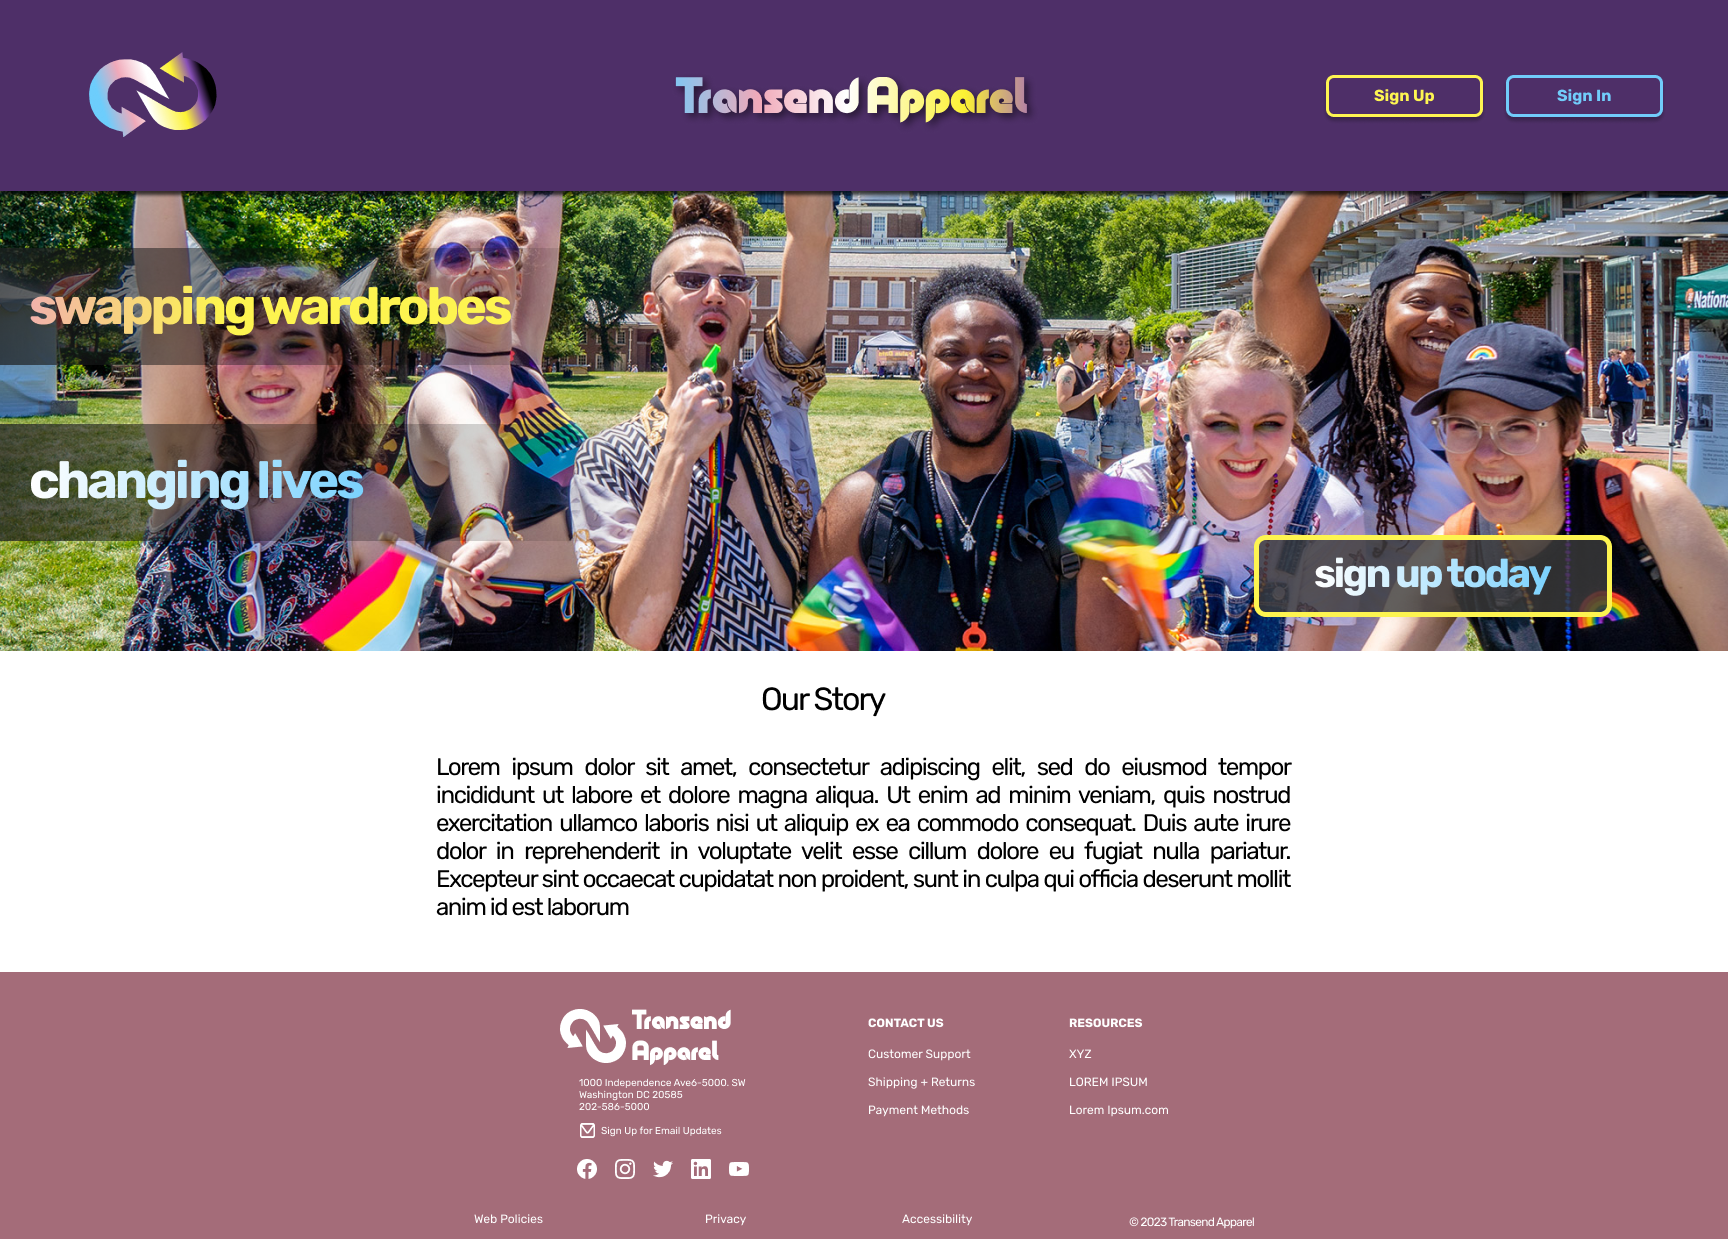 Transend Apparel
Sign Up
Sign In
swapping wardrobes
National
changing lives
sign up today
Our Story
Lorem ipsum dolor sit amet, consectetur adipiscing elit, sed do eiusmod tempor
incididunt ut labore et dolore magna aliqua. Ut enim ad minim veniam, quis nostrud
exercitation ullamco laboris nisi ut aliquip ex ea commodo consequat. Duis aute irure
dolor in reprehenderit in voluptate velit esse cillum dolore eu fugiat nulla pariatur.
Excepteur sint occaecat cupidatat non proident, sunt in culpa qui officia deserunt mollit
anim id est laborum
Transend
Apparel
1000 Independence Ave6-5000. SW
Washington DC 20585
202-586-5000
Sign Up for Email Updates
CONTACT US
Customer Support
Shipping + Returns
Payment Methods
RESOURCES
XYZ
LOREM IPSUM
Lorem Ipsum.com
Web Policies
Privacy
Accessibility
© 2023 Transend Apparel